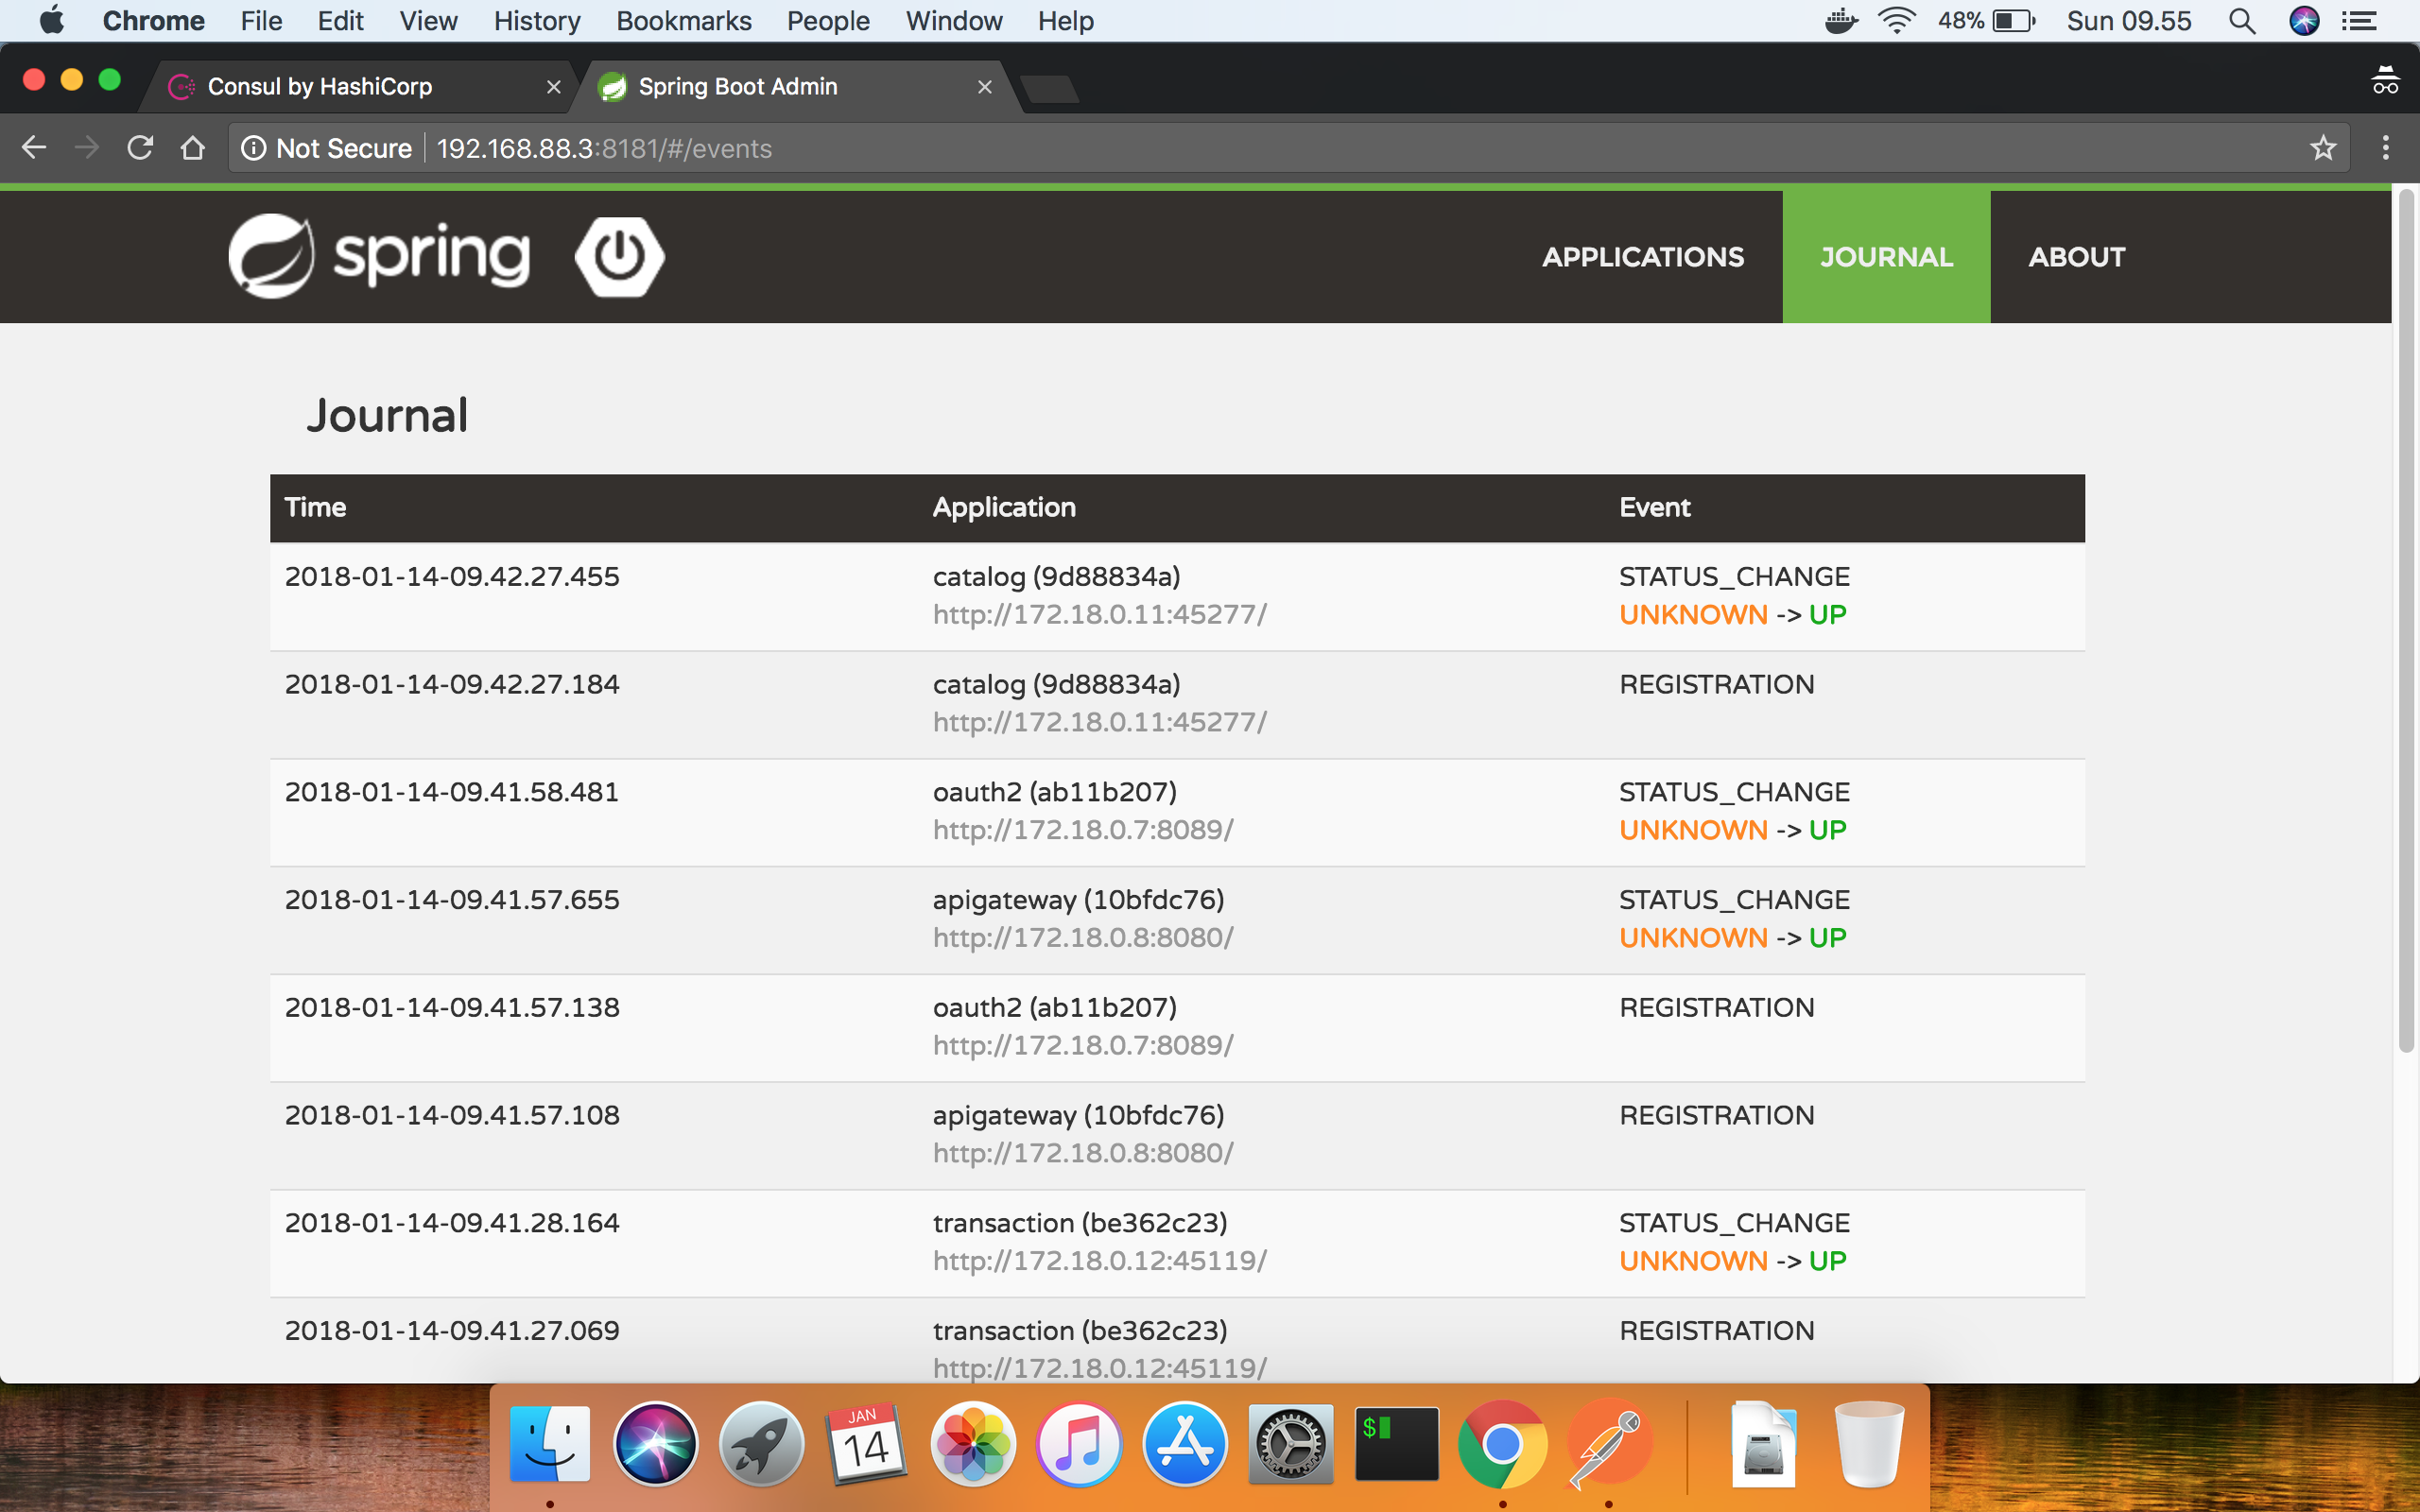 Chrome File Edit View History Bookmarks People Window Help 48% Sun 09.55
Consul by HashiCorp Spring Boot Admin
Not Secure 192.168.88.3:8181/#/events
spring APPLICATIONS JOURNAL ABOUT
Journal
Time Application Event
2018-01-14-09.42.27.455 catalog (9d88834a) STATUS_CHANGE
http://172.18.0.11:45277/ UNKNOWN -> UP
2018-01-14-09.42.27.184 catalog (9d88834a) REGISTRATION
http://172.18.0.11:45277/
2018-01-14-09.41.58.481 oauth2 (ab11b207) STATUS_CHANGE
http://172.18.0.7:8089/ UNKNOWN -> UP
2018-01-14-09.41.57.655 apigateway (10bfdc76) STATUS_CHANGE
http://172.18.0.8:8080/ UNKNOWN -> UP
2018-01-14-09.41.57.138 oauth2 (ab11b207) REGISTRATION
http://172.18.0.7:8089/
2018-01-14-09.41.57.108 apigateway (10bfdc76) REGISTRATION
http://172.18.0.8:8080/
2018-01-14-09.41.28.164 transaction (be362c23) STATUS_CHANGE
http://172.18.0.12:45119/ UNKNOWN -> UP
2018-01-14-09.41.27.069 transaction (be362c23) REGISTRATION
http://172.18.0.12:45119/
JAN
14
$